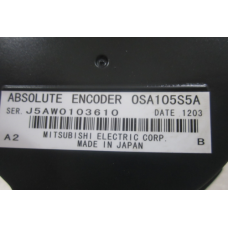 ABSOLUTE ENCODER OSA105S5A
SER. J5AW0103610 DATE 1203
MITSUBISHI ELECTRIC CORP.
A2 MADE IN JAPAN B